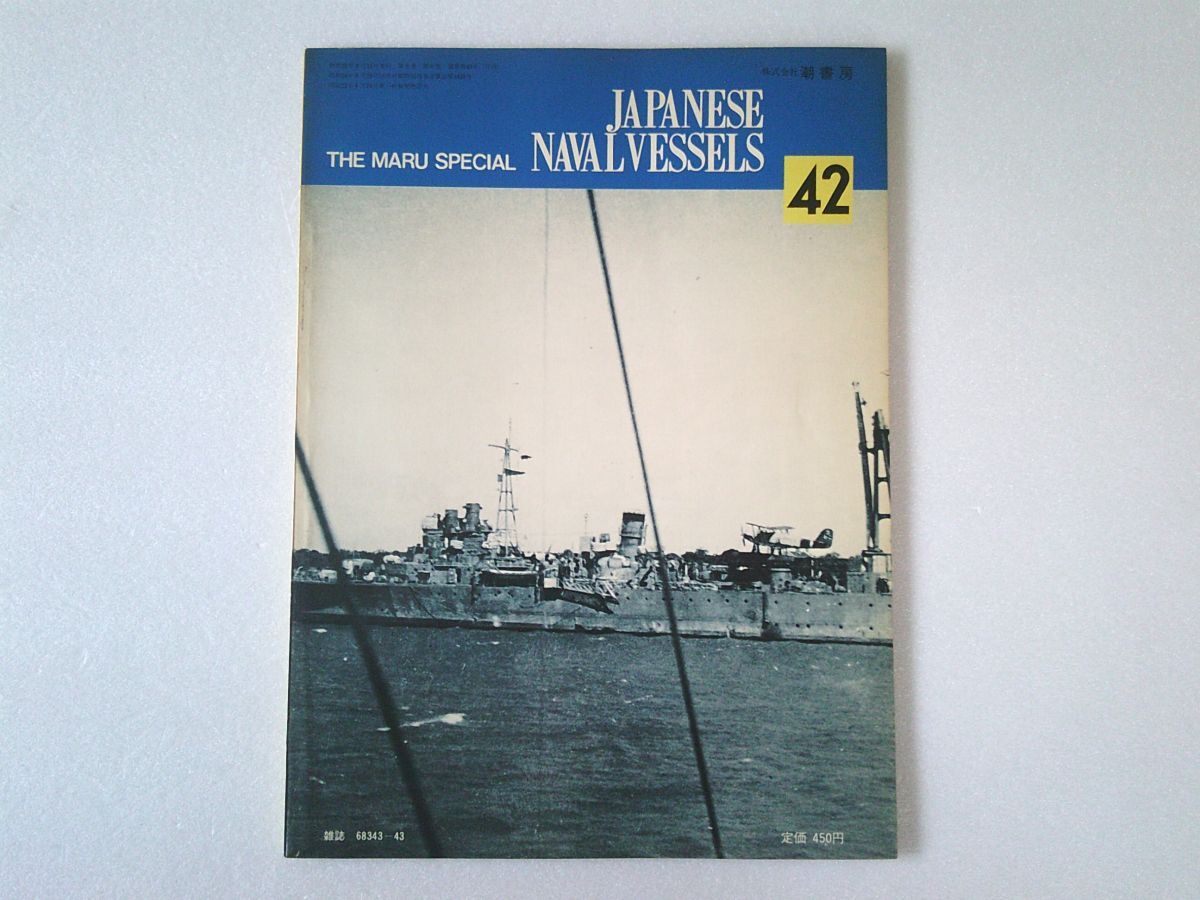 株式会社 潮書房
JAPANESE
THE MARU SPECIAL NAVAL VESSELS
42
雑誌 68343-43
定価 450円